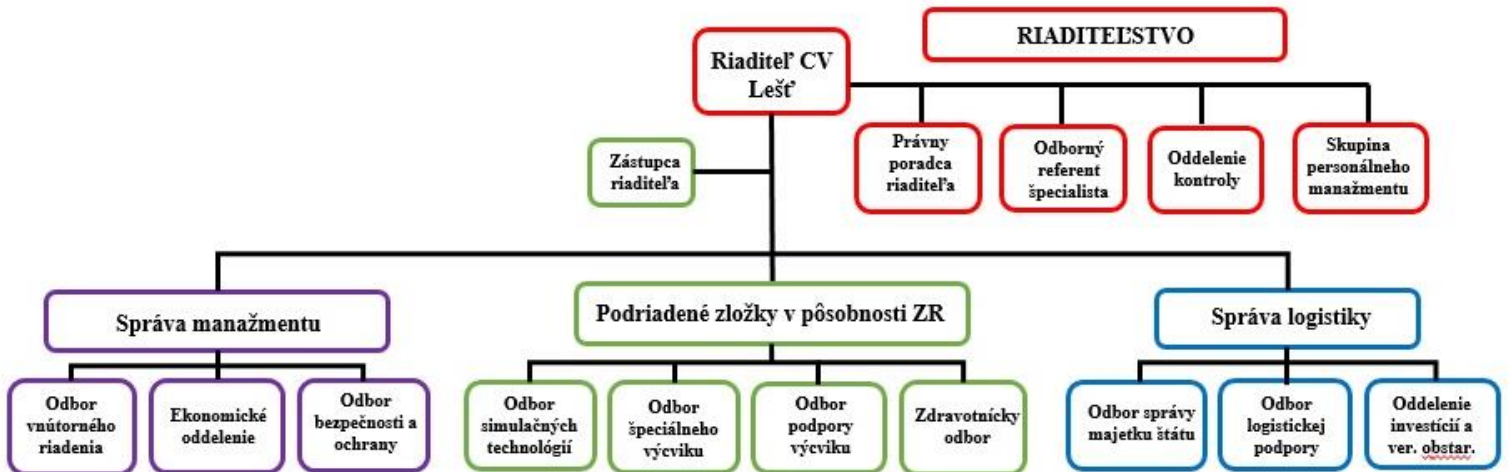 RIADITEĽSTVO
Riaditeľ CV
Lešť
Zástupca
riaditeľa
Právny
poradca
riaditeľa
Odborný
referent
špecialista
Oddelenie
kontroly
Skupina
personálneho
manažmentu
Správa manažmentu
Podriadené zložky v pôsobnosti ZR
Správa logistiky
Odbor
vnútorného
riadenia
Ekonomické
oddelenie
Odbor
bezpečnosti a
ochrany
Odbor
simulačných
technológií
Odbor
špeciálneho
výcviku
Odbor
podpory
výcviku
Zdravotnícky
odbor
Odbor správy
majetku štátu
Odbor
logistickej
podpory
Oddelenie
investícií a
ver. obstar.